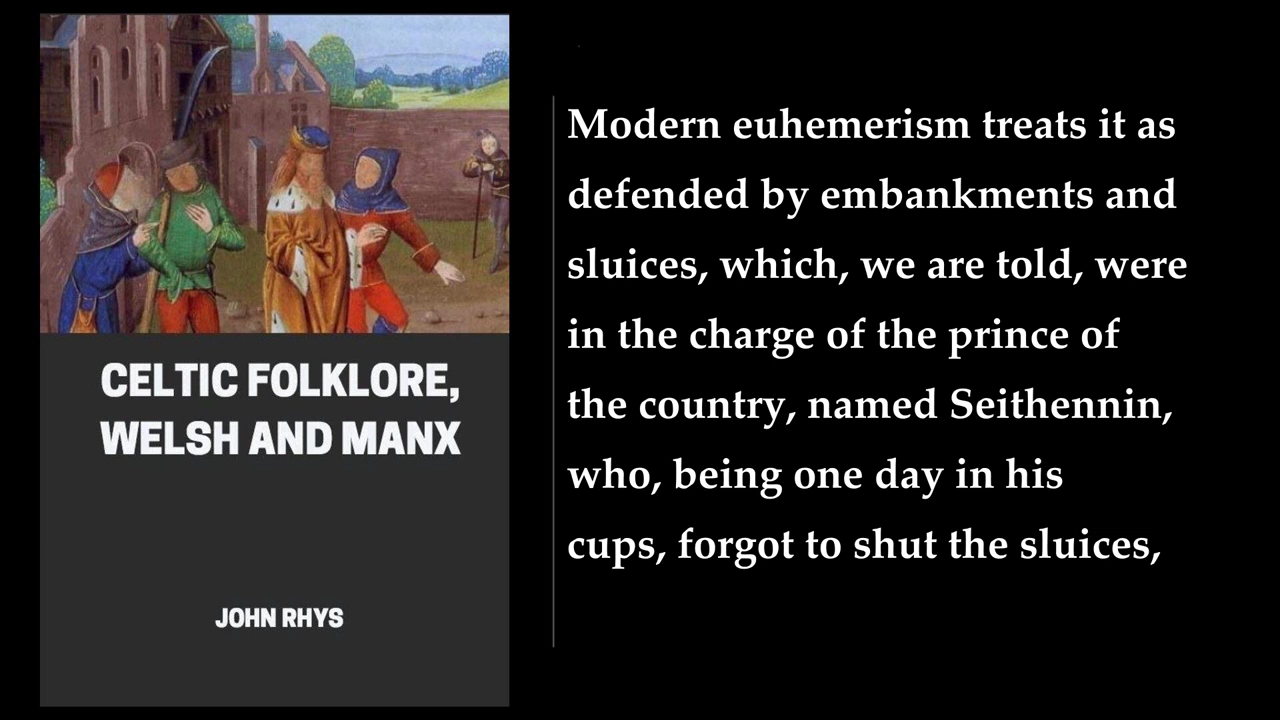 CELTIC FOLKLORE,
WELSH AND MANX
JOHN RHYS
Modern euhemerism treats it as
defended by embankments and
sluices, which, we are told, were
in the charge of the prince of
the country, named Seithennin,
who, being one day in his
cups, forgot to shut the sluices,